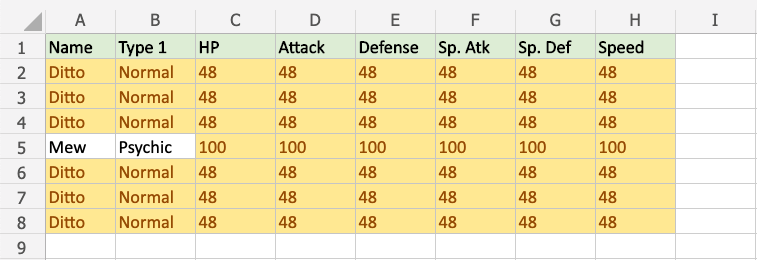 A B C D E F G H I
1 Name Type 1 HP Attack Defense Sp. Atk Sp. Def Speed
2 Ditto Normal 48 48 48 48 48 48
3 Ditto Normal 48 48 48 48 48 48
4 Ditto Normal 48 48 48 48 48 48
5 Mew Psychic 100 100 100 100 100 100
6 Ditto Normal 48 48 48 48 48 48
7 Ditto Normal 48 48 48 48 48 48
8 Ditto Normal 48 48 48 48 48 48
9